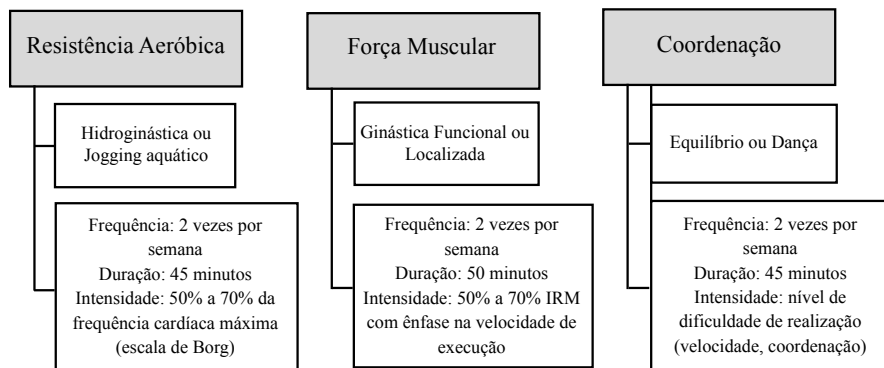 Resistência Aeróbica
Hidroginástica ou
Jogging aquático
Frequência: 2 vezes por
semana
Duração: 45 minutos
Intensidade: 50% a 70% da
frequência cardíaca máxima
(escala de Borg)
Força Muscular
Ginástica Funcional ou
Localizada
Frequência: 2 vezes por
semana
Duração: 50 minutos
Intensidade: 50% a 70% IRM
com ênfase na velocidade de
execução
Coordenação
Equilíbrio ou Dança
Frequência: 2 vezes por
semana
Duração: 45 minutos
Intensidade: nível de
dificuldade de realização
(velocidade, coordenação)